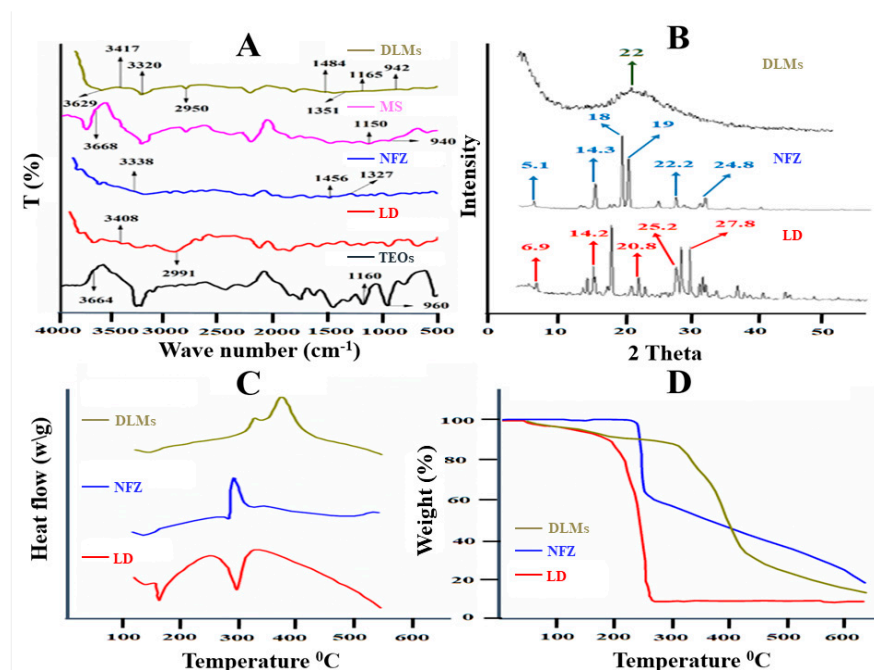 A
3417
3320
1484
1165
942
DLMs
3629
2950
1351
MS
1150
3668
940
NFZ
3338
1456
1327
LD
3408
2991
TEOs
1160
3664
960
T (%)
4000 3500 3000 2500 2000 1500 1000 500
Wave number (cm⁻¹)
B
22
DLMs
18
19
NFZ
5.1
14.3
22.2
24.8
25.2
27.8
LD
6.9
14.2
20.8
Intensity
0 10 20 30 40 50
2 Theta
C
DLMs
NFZ
LD
Heat flow (w\g)
100 200 300 400 500 600
Temperature ⁰C
D
100
80
60
40
20
0
DLMs
NFZ
LD
Weight (%)
100 200 300 400 500 600
Temperature ⁰C